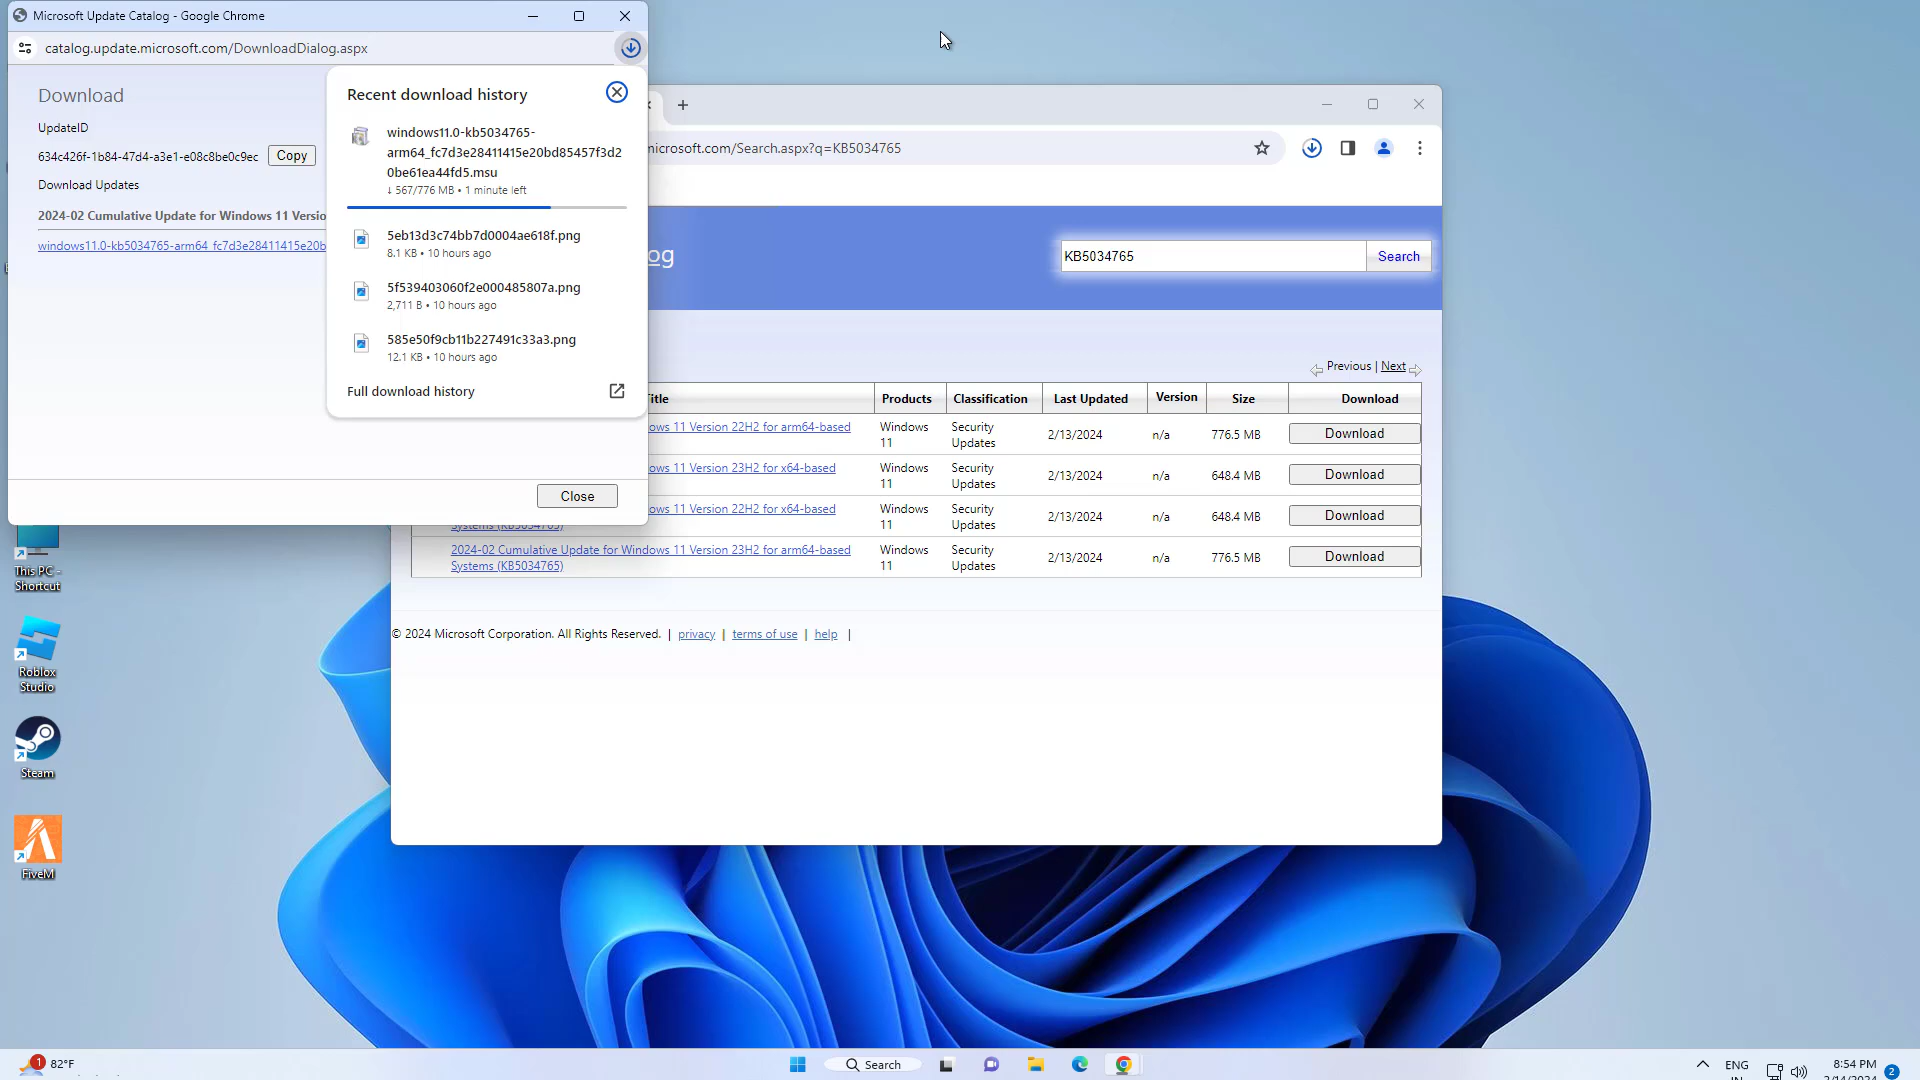 Microsoft Update Catalog - Google Chrome
catalog.update.microsoft.com/DownloadDialog.aspx
Download
UpdateID
634c426f-1b84-47d4-a3e1-e08c8be0c9ec
Copy
Download Updates
2024-02 Cumulative Update for Windows 11 Versio
windows11.0-kb5034765-arm64_fc7d3e28411415e20b
Recent download history
windows11.0-kb5034765-
arm64_fc7d3e28411415e20bd85457f3d2
0be61ea44fd5.msu
↓ 567/776 MB • 1 minute left
5eb13d3c74bb7d0004ae618f.png
8.1 KB • 10 hours ago
5f539403060f2e000485807a.png
2,711 B • 10 hours ago
585e50f9cb11b227491c33a3.png
12.1 KB • 10 hours ago
Full download history
Close
icrosoft.com/Search.aspx?q=KB5034765
og
KB5034765
Search
Previous | Next
Title Products Classification Last Updated Version Size Download
ows 11 Version 22H2 for arm64-based
Windows 11
Security Updates
2/13/2024
n/a
776.5 MB
Download
ows 11 Version 23H2 for x64-based
Windows 11
Security Updates
2/13/2024
n/a
648.4 MB
Download
ows 11 Version 22H2 for x64-based
Systems (KB5034765)
Windows 11
Security Updates
2/13/2024
n/a
648.4 MB
Download
2024-02 Cumulative Update for Windows 11 Version 23H2 for arm64-based
Systems (KB5034765)
Windows 11
Security Updates
2/13/2024
n/a
776.5 MB
Download
© 2024 Microsoft Corporation. All Rights Reserved. | privacy | terms of use | help |
This PC -
Shortcut
Roblox
Studio
Steam
FiveM
1
82°F
Search
ENG
IN
8:54 PM
2/14/2024
2